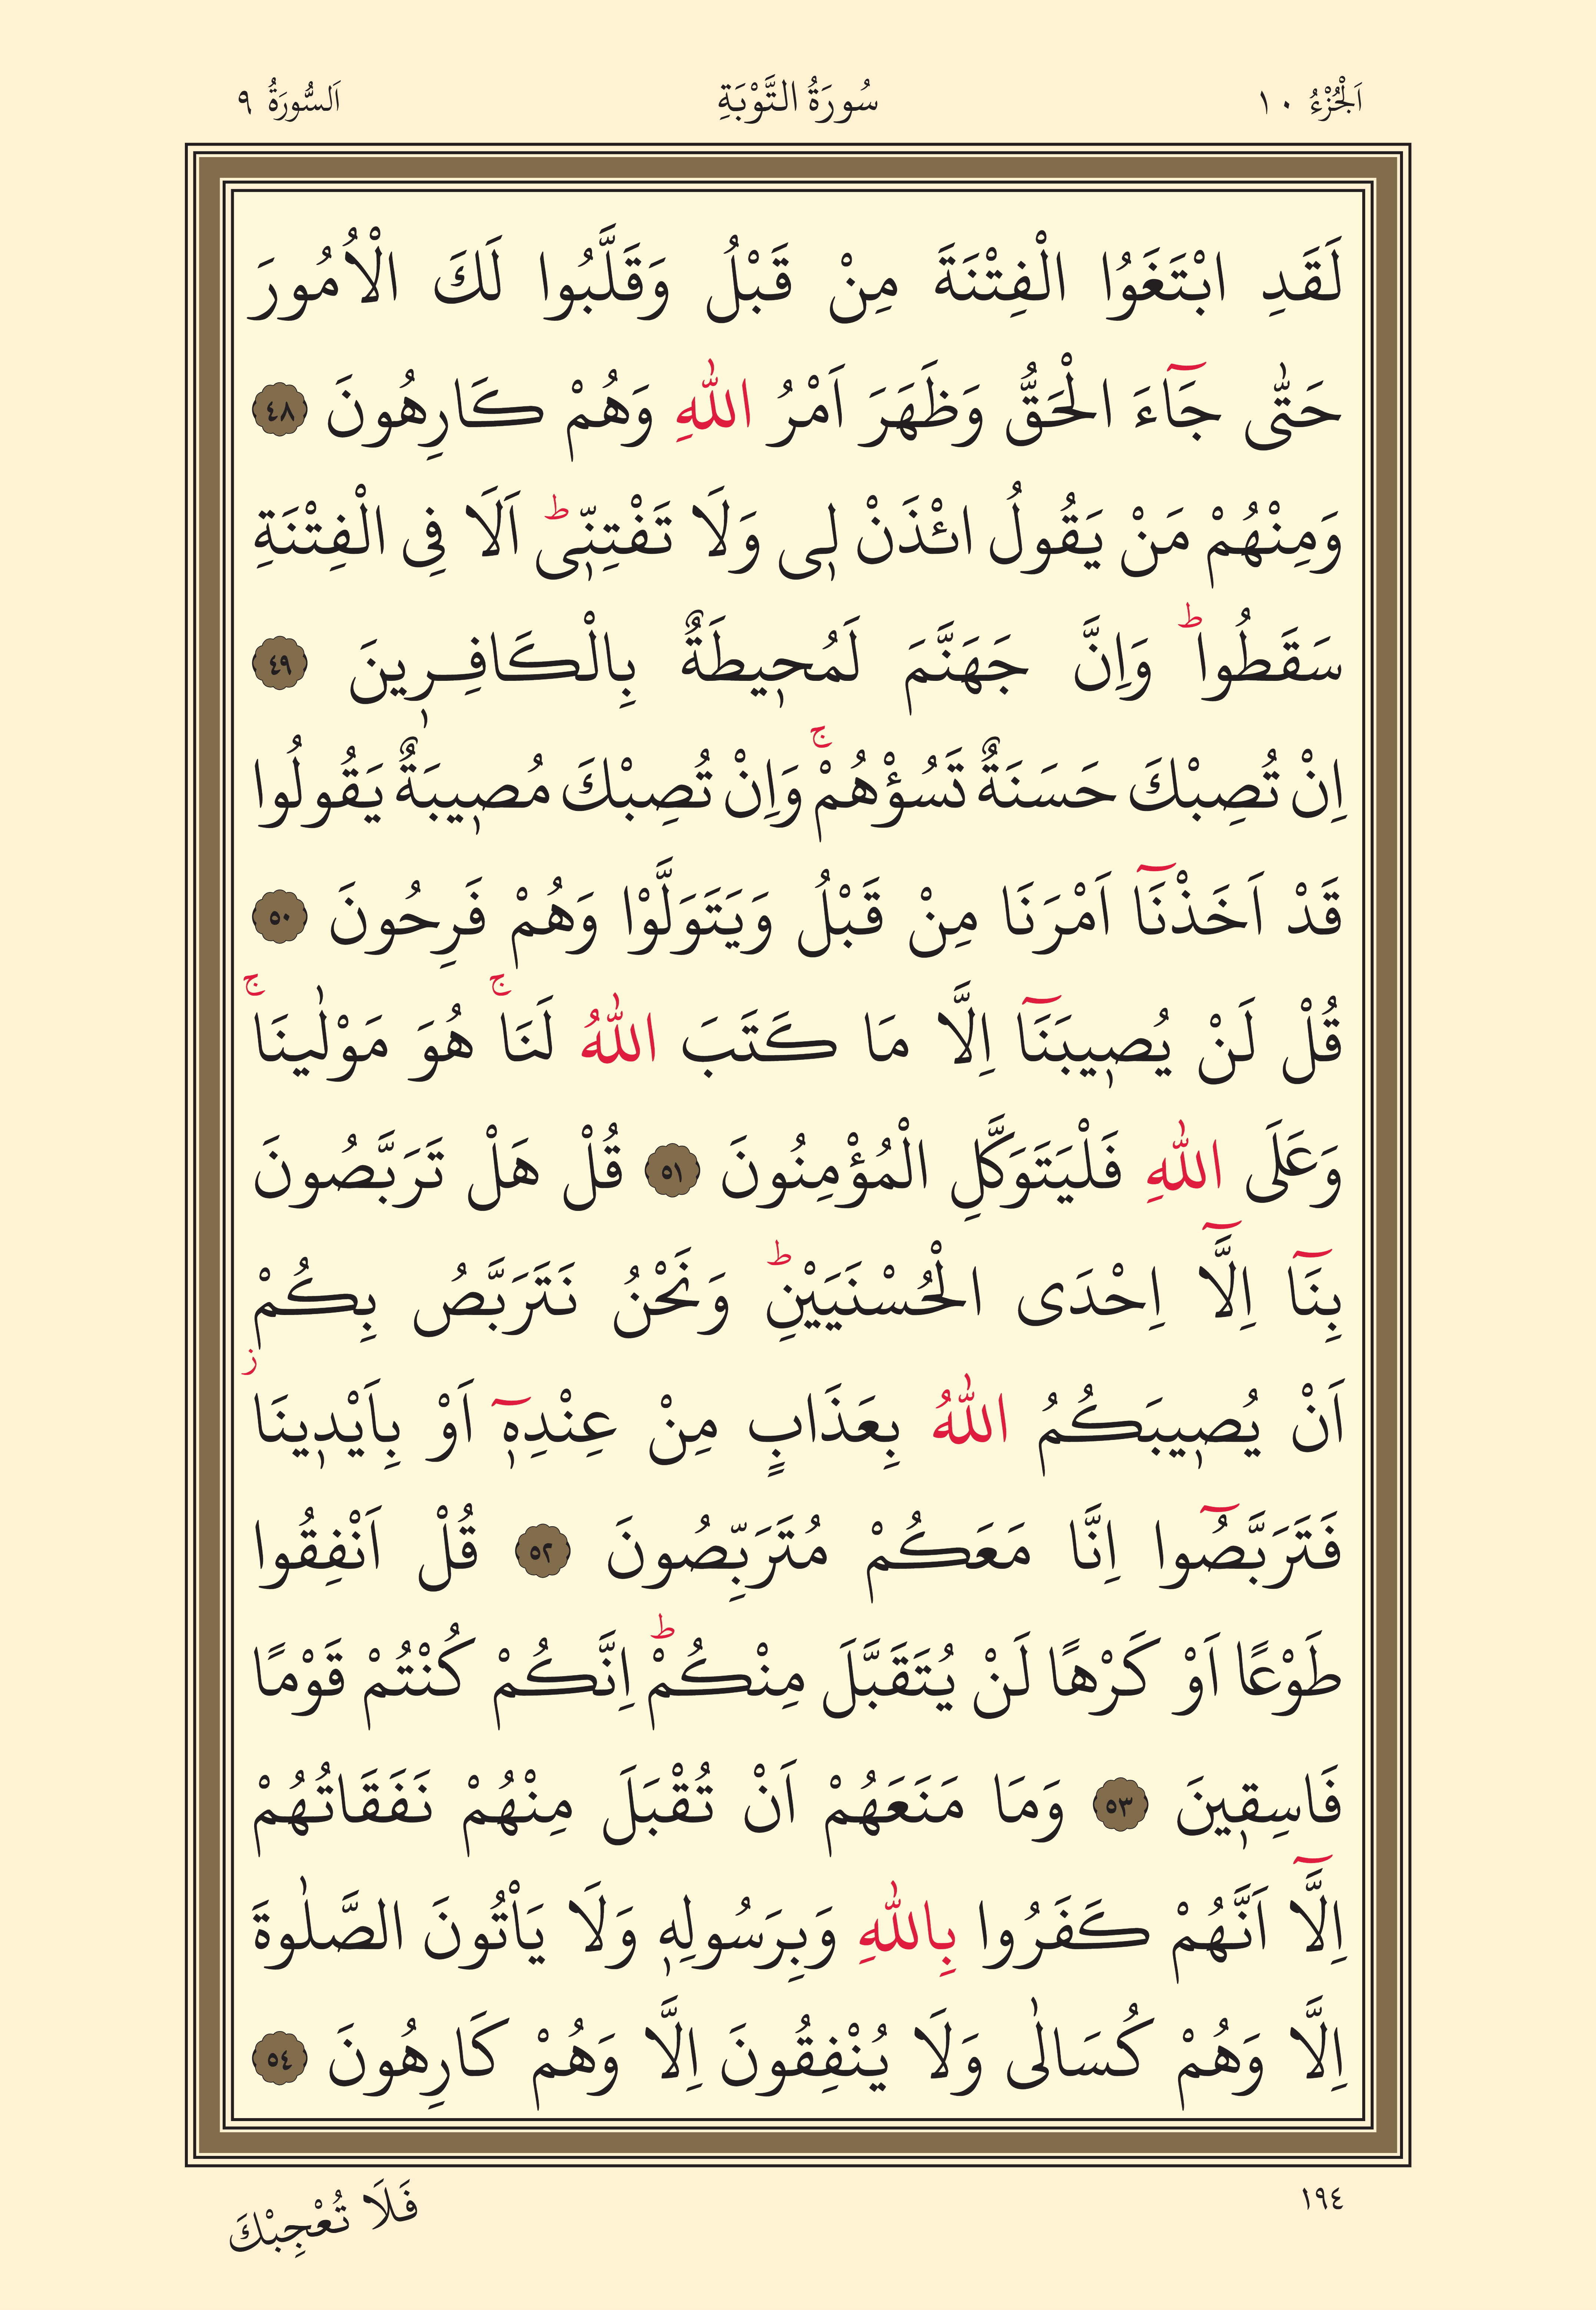 اَلْجُزْءُ ١٠ سُورَةُ التَّوْبَةِ اَلسُّورَةُ ٩
لَقَدِ ابْتَغَوُا الْفِتْنَةَ مِنْ قَبْلُ وَقَلَّبُوا لَكَ الْاُمُورَ
حَتّٰى جَٓاءَ الْحَقُّ وَظَهَرَ اَمْرُ اللّٰهِ وَهُمْ كَارِهُونَ ٤٨
وَمِنْهُمْ مَنْ يَقُولُ ائْذَنْ لٖى وَلَا تَفْتِنّٖىؕ اَلَا فِى الْفِتْنَةِ
سَقَطُواؕ وَاِنَّ جَهَنَّمَ لَمُحٖيطَةٌ بِالْكَافِرٖينَ ٤٩
اِنْ تُصِبْكَ حَسَنَةٌ تَسُؤْهُمْۚ وَاِنْ تُصِبْكَ مُصٖيبَةٌ يَقُولُوا
قَدْ اَخَذْنَٓا اَمْرَنَا مِنْ قَبْلُ وَيَتَوَلَّوْا وَهُمْ فَرِحُونَ ٥٠
قُلْ لَنْ يُصٖيبَنَٓا اِلَّا مَا كَتَبَ اللّٰهُ لَنَاۚ هُوَ مَوْلٰينَاۚ
وَعَلَى اللّٰهِ فَلْيَتَوَكَّلِ الْمُؤْمِنُونَ ٥١ قُلْ هَلْ تَرَبَّصُونَ
بِنَٓا اِلَّٓا اِحْدَى الْحُسْنَيَيْنِؕ وَنَحْنُ نَتَرَبَّصُ بِكُمْ
اَنْ يُصٖيبَكُمُ اللّٰهُ بِعَذَابٍ مِنْ عِنْدِهٖٓ اَوْ بِاَيْدٖينَاؗ
فَتَرَبَّصُٓوا اِنَّا مَعَكُمْ مُتَرَبِّصُونَ ٥٢ قُلْ اَنْفِقُوا
طَوْعًا اَوْ كَرْهًا لَنْ يُتَقَبَّلَ مِنْكُمْؕ اِنَّكُمْ كُنْتُمْ قَوْمًا
فَاسِقٖينَ ٥٣ وَمَا مَنَعَهُمْ اَنْ تُقْبَلَ مِنْهُمْ نَفَقَاتُهُمْ
اِلَّٓا اَنَّهُمْ كَفَرُوا بِاللّٰهِ وَبِرَسُولِهٖ وَلَا يَاْتُونَ الصَّلٰوةَ
اِلَّا وَهُمْ كُسَالٰى وَلَا يُنْفِقُونَ اِلَّا وَهُمْ كَارِهُونَ ٥٤
١٩٤
فَلَا تُعْجِبْكَ